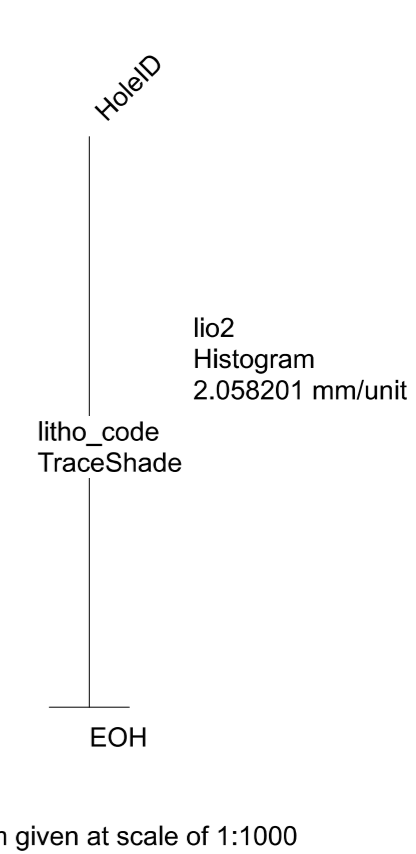 HoleID
lio2
Histogram
2.058201 mm/unit
litho_code
TraceShade
EOH
given at scale of 1:1000